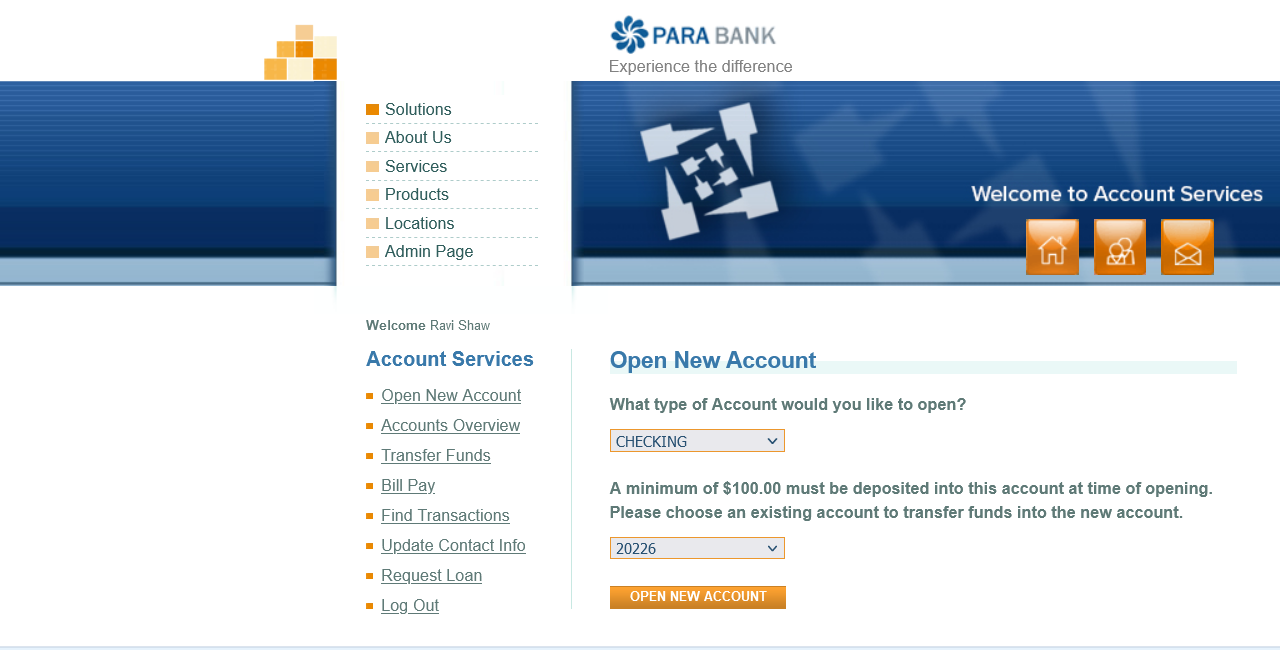 PARA BANK
Experience the difference
Solutions
About Us
Services
Products
Locations
Admin Page
Welcome to Account Services
Welcome Ravi Shaw
Account Services
Open New Account
Accounts Overview
Transfer Funds
Bill Pay
Find Transactions
Update Contact Info
Request Loan
Log Out
Open New Account
What type of Account would you like to open?
CHECKING
A minimum of $100.00 must be deposited into this account at time of opening.
Please choose an existing account to transfer funds into the new account.
20226
OPEN NEW ACCOUNT